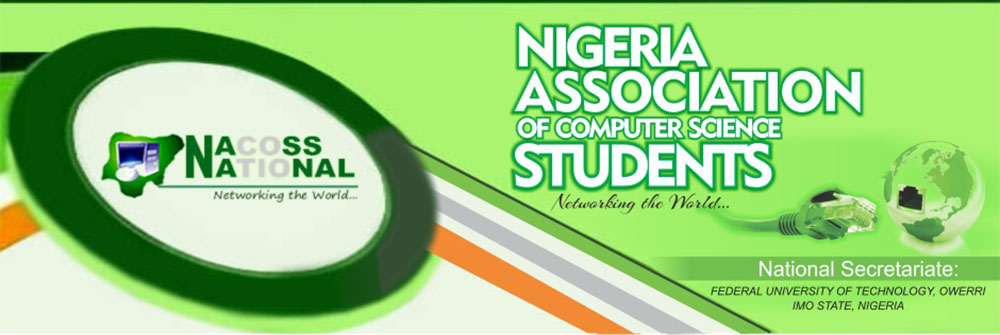 NACOSS
NATIONAL
Networking the World...
NIGERIA
ASSOCIATION
OF COMPUTER SCIENCE
STUDENTS
Networking the World...
National Secretariate:
FEDERAL UNIVERSITY OF TECHNOLOGY, OWERRI
IMO STATE, NIGERIA